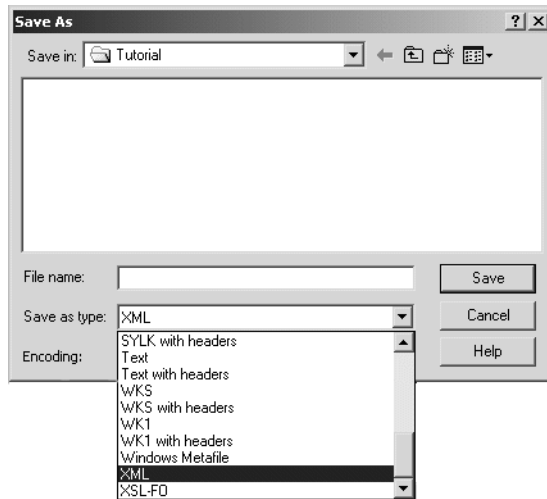 Save As
Save in: Tutorial
File name:
Save
Save as type: XML
Cancel
Encoding:
Help
SYLK with headers
Text
Text with headers
WKS
WKS with headers
WK1
WK1 with headers
Windows Metafile
XML
XSL-FO